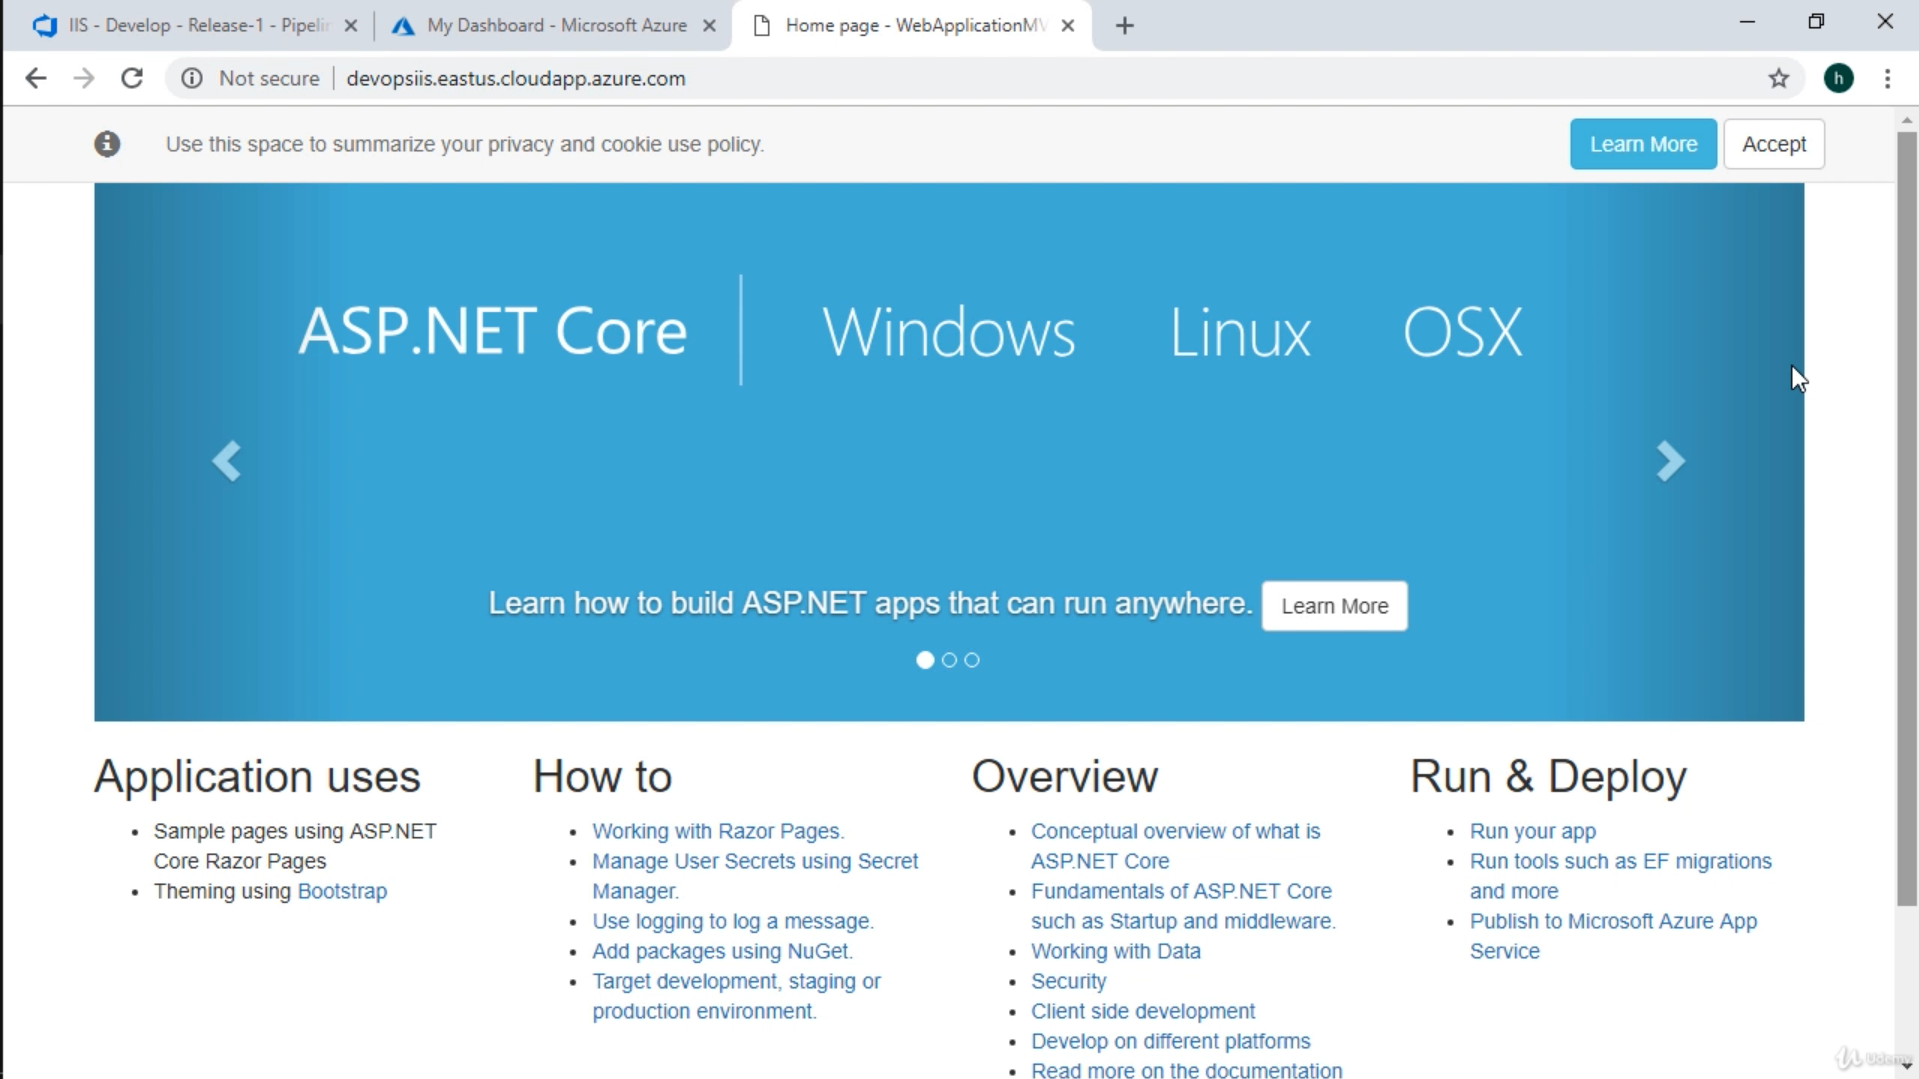 IIS - Develop - Release-1 - Pipelin
My Dashboard - Microsoft Azure
Home page - WebApplicationMV
Not secure
devopsiis.eastus.cloudapp.azure.com
h
Use this space to summarize your privacy and cookie use policy.
Learn More
Accept
ASP.NET Core
Windows
Linux
OSX
Learn how to build ASP.NET apps that can run anywhere.
Learn More
Application uses
Sample pages using ASP.NET
Core Razor Pages
Theming using Bootstrap
How to
Working with Razor Pages.
Manage User Secrets using Secret
Manager.
Use logging to log a message.
Add packages using NuGet.
Target development, staging or
production environment.
Overview
Conceptual overview of what is
ASP.NET Core
Fundamentals of ASP.NET Core
such as Startup and middleware.
Working with Data
Security
Client side development
Develop on different platforms
Read more on the documentation
Run & Deploy
Run your app
Run tools such as EF migrations
and more
Publish to Microsoft Azure App
Service
Udemy